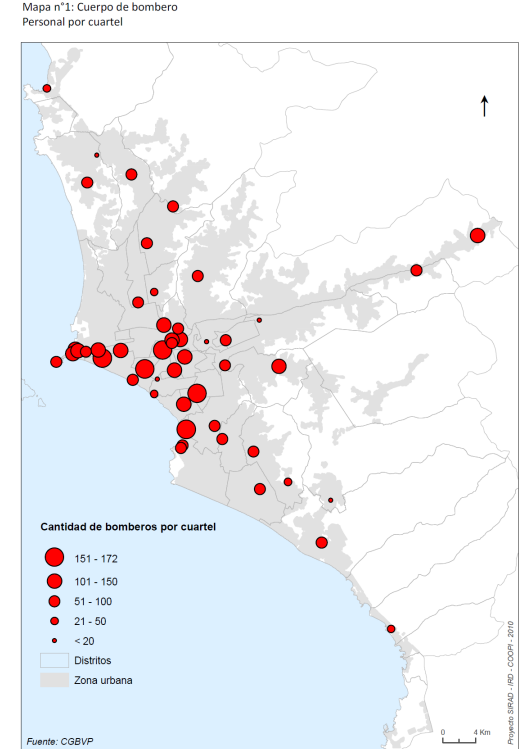 Mapa n°1: Cuerpo de bombero
Personal por cuartel
Cantidad de bomberos por cuartel
151 - 172
101 - 150
51 - 100
21 - 50
< 20
Distritos
Zona urbana
Fuente: CGBVP
0 4 Km
Proyecto SIRAD - IRD - COOPI - 2010